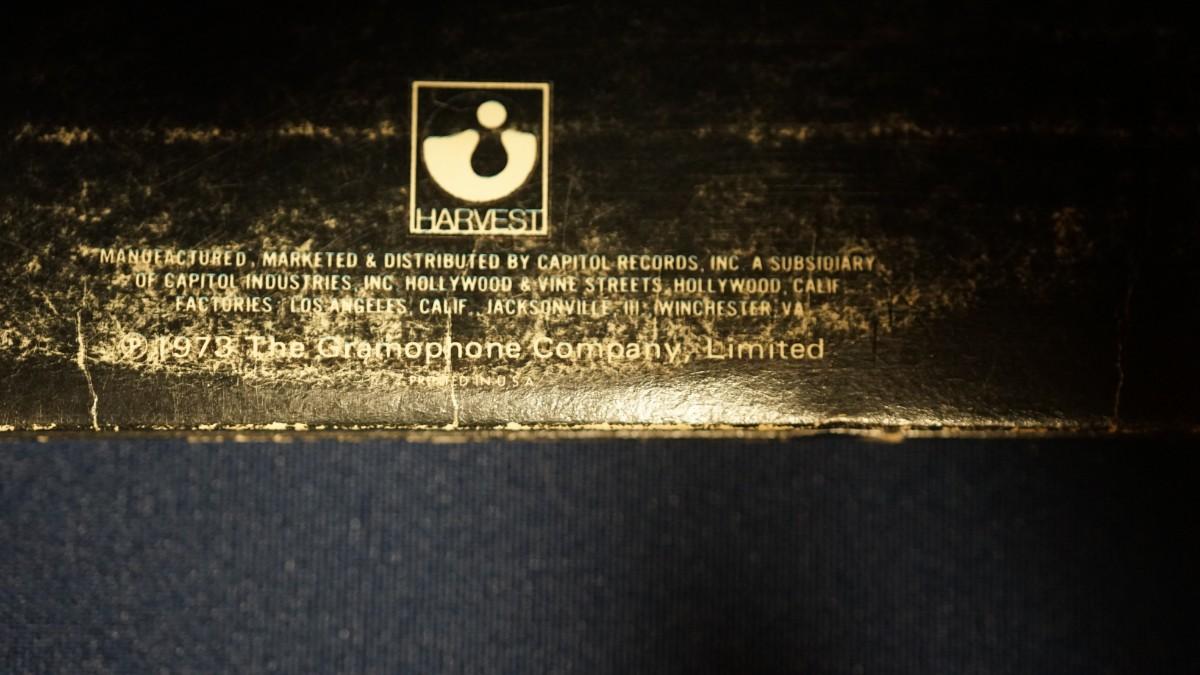 HARVEST
MANUFACTURED, MARKETED & DISTRIBUTED BY CAPITOL RECORDS, INC. A SUBSIDIARY
OF CAPITOL INDUSTRIES, INC. HOLLYWOOD & VINE STREETS, HOLLYWOOD, CALIF.
FACTORIES: LOS ANGELES, CALIF., JACKSONVILLE, Ill., WINCHESTER, VA.
℗ 1973 The Gramophone Company, Limited
PRINTED IN U.S.A.